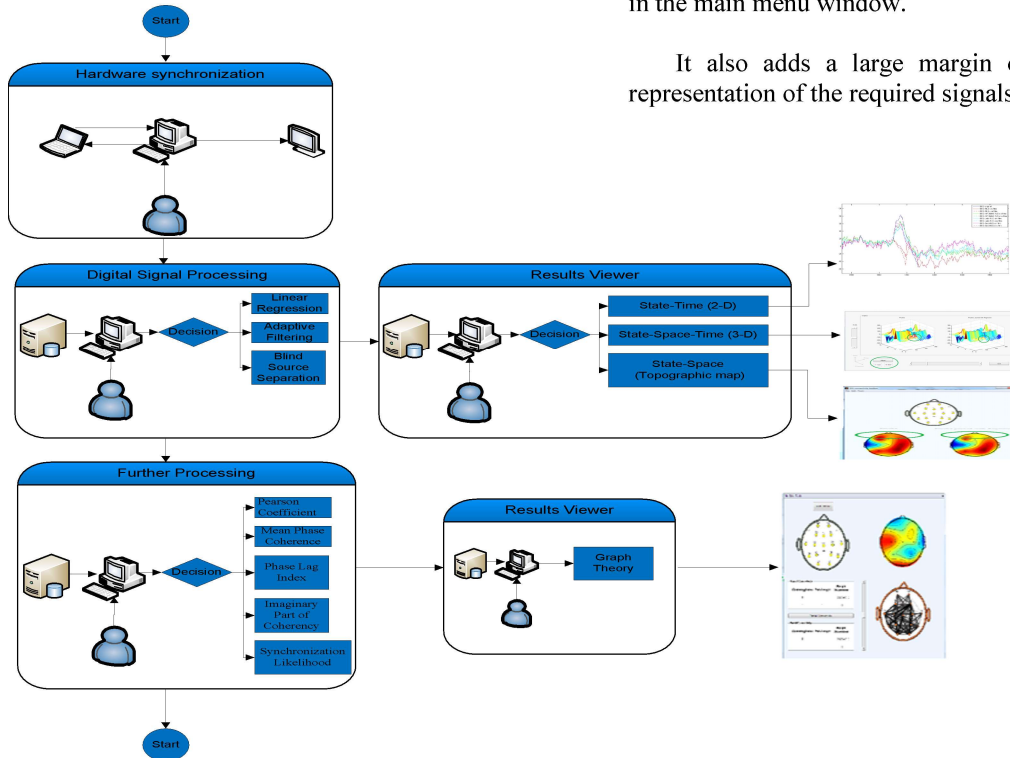 in the main menu window.
It also adds a large margin
representation of the required signals
Start
Hardware synchronization
Digital Signal Processing
Decision
Linear
Regression
Adaptive
Filtering
Blind
Source
Separation
Results Viewer
Decision
State-Time (2-D)
State-Space-Time (3-D)
State-Space
(Topographic map)
Further Processing
Decision
Pearson
Coefficient
Mean Phase
Coherence
Phase Lag
Index
Imaginary
Part of
Coherency
Synchronization
Likelihood
Results Viewer
Graph
Theory
Start